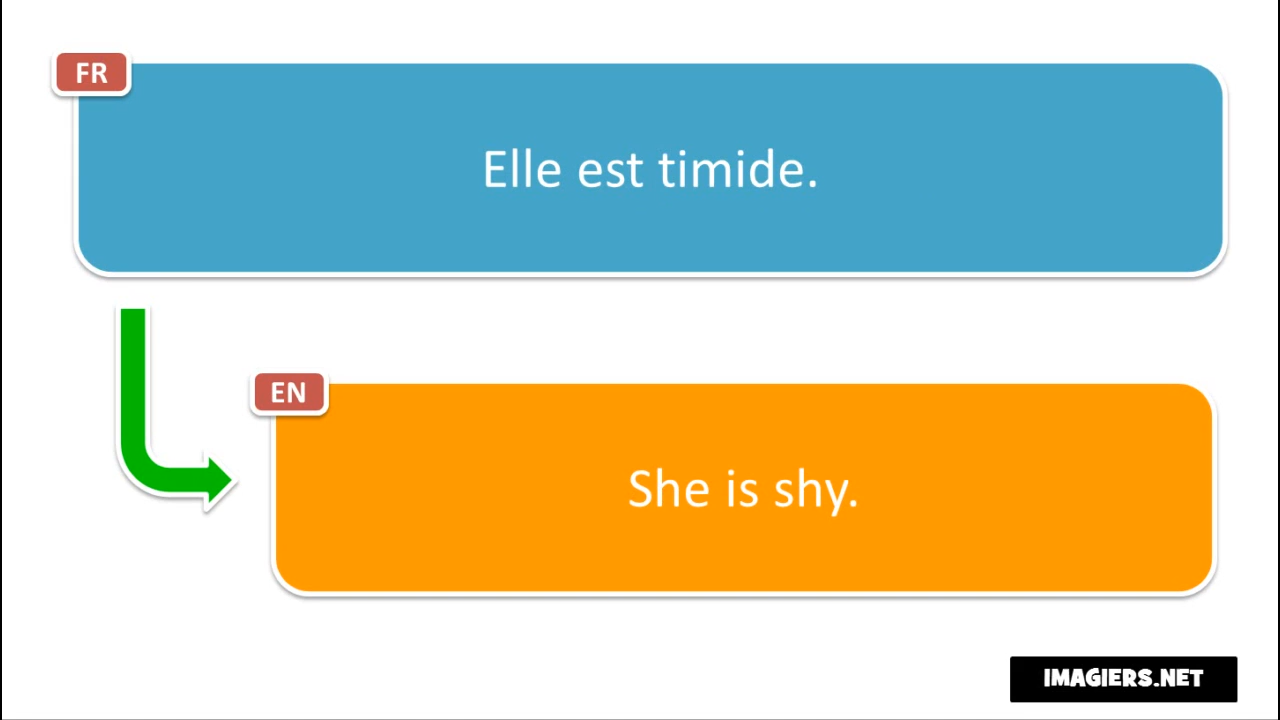 FR
Elle est timide.
EN
She is shy.
IMAGIERS.NET